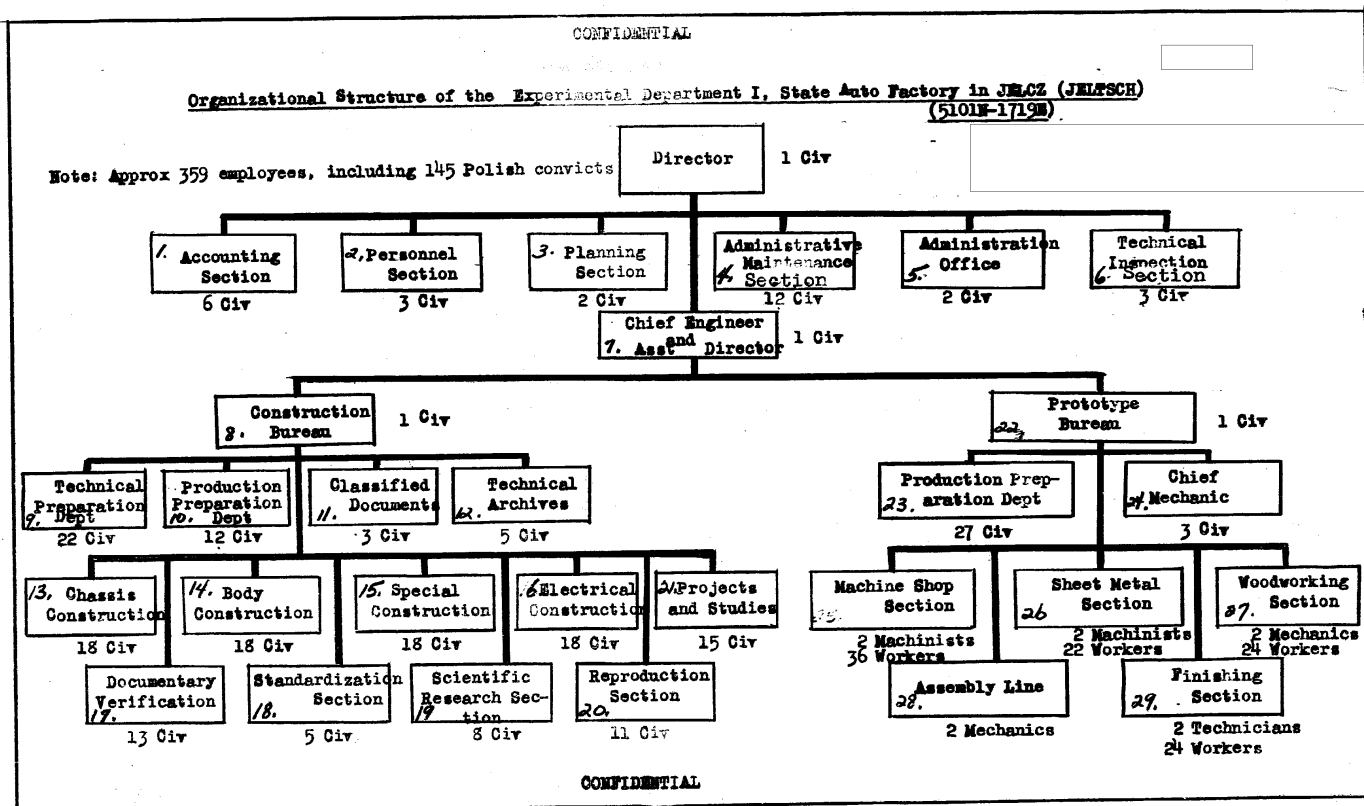 CONFIDENTIAL
Organizational Structure of the Experimental Department I, State Auto Factory in JELCZ (JELTSCH)
(5101N-1719E)
Note: Approx 359 employees, including 145 Polish convicts
Director
1 Civ
1. Accounting
Section
6 Civ
2. Personnel
Section
3 Civ
3. Planning
Section
2 Civ
Administrative
Maintenance
4. Section
12 Civ
Administration
5. Office
2 Civ
Technical
Inspection
6. Section
3 Civ
Chief Engineer
and
7. Asst Director
1 Civ
Construction
8. Bureau
1 Civ
Prototype
22. Bureau
1 Civ
Technical
Preparation
9. Dept
22 Civ
Production
Preparation
10. Dept
12 Civ
Classified
11. Documents
3 Civ
Technical
12. Archives
5 Civ
Production Prep-
23. aration Dept
27 Civ
Chief
24. Mechanic
3 Civ
13. Chassis
Construction
18 Civ
14. Body
Construction
18 Civ
15. Special
Construction
18 Civ
16 Electrical
Construction
18 Civ
21. Projects
and Studies
15 Civ
Machine Shop
Section
2 Machinists
36 Workers
Sheet Metal
26 Section
2 Machinists
22 Workers
Woodworking
27. Section
2 Mechanics
24 Workers
Documentary
Verification
17.
13 Civ
Standardization
18. Section
5 Civ
Scientific
Research Sec-
19 tion
8 Civ
Reproduction
Section
20.
11 Civ
Assembly Line
28.
2 Mechanics
Finishing
29. Section
2 Technicians
24 Workers
CONFIDENTIAL